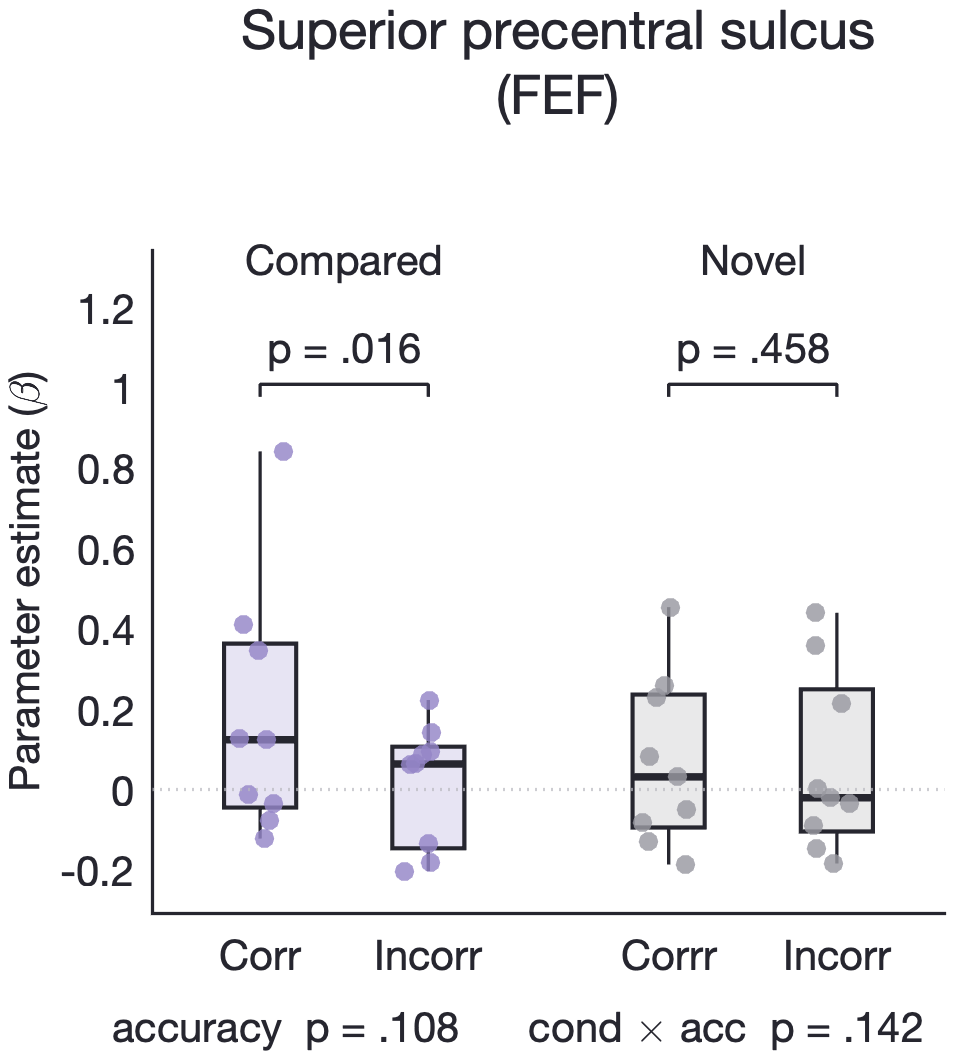 Superior precentral sulcus
(FEF)
Compared Novel
p = .016 p = .458
Parameter estimate (β)
1.2
1
0.8
0.6
0.4
0.2
0
-0.2
Corr Incorr Corrr Incorr
accuracy p = .108 cond × acc p = .142